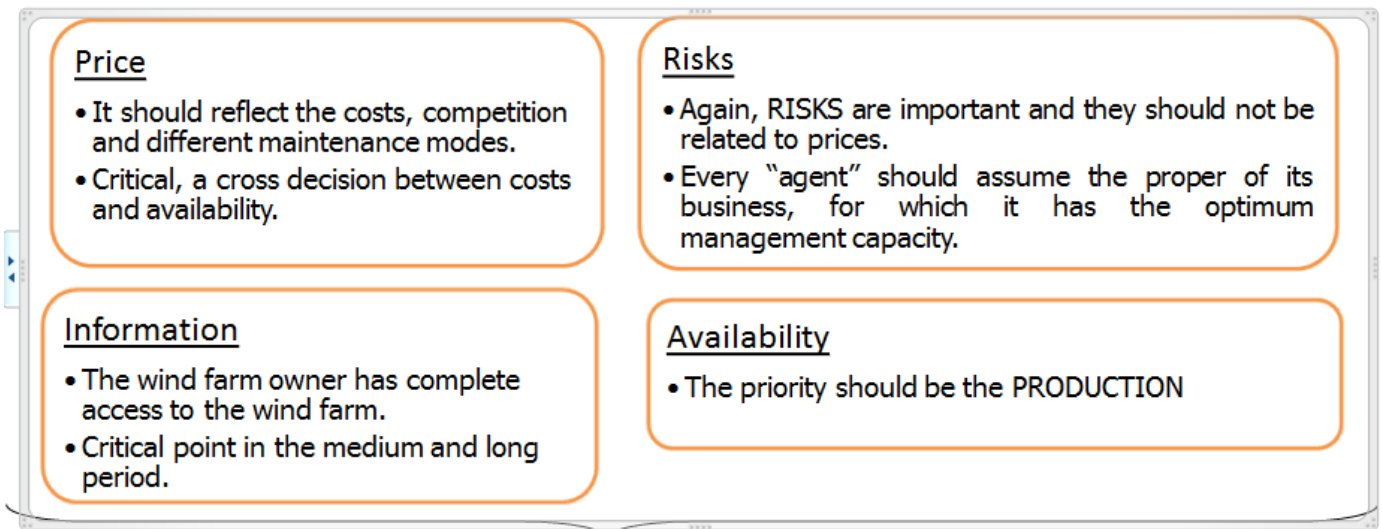 Price
• It should reflect the costs, competition
and different maintenance modes.
• Critical, a cross decision between costs
and availability.
Risks
• Again, RISKS are important and they should not be
related to prices.
• Every “agent” should assume the proper of its
business, for which it has the optimum
management capacity.
Information
• The wind farm owner has complete
access to the wind farm.
• Critical point in the medium and long
period.
Availability
• The priority should be the PRODUCTION